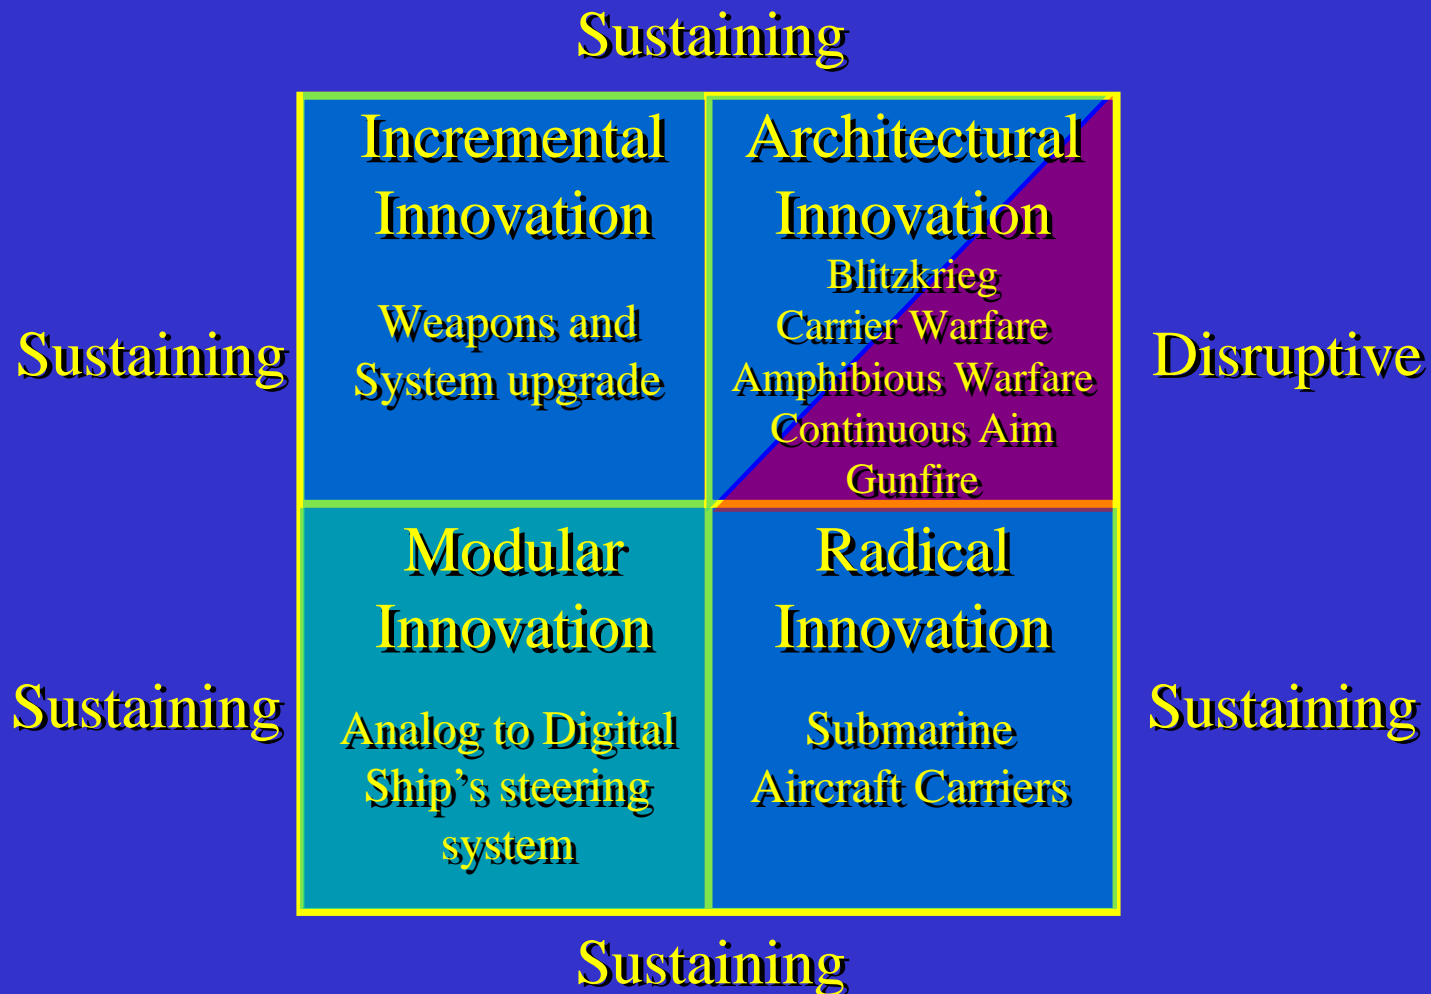 Sustaining
Incremental
Innovation
Weapons and
System upgrade
Architectural
Innovation
Blitzkrieg
Carrier Warfare
Amphibious Warfare
Continuous Aim
Gunfire
Sustaining
Disruptive
Modular
Innovation
Analog to Digital
Ship’s steering
system
Radical
Innovation
Submarine
Aircraft Carriers
Sustaining
Sustaining
Sustaining